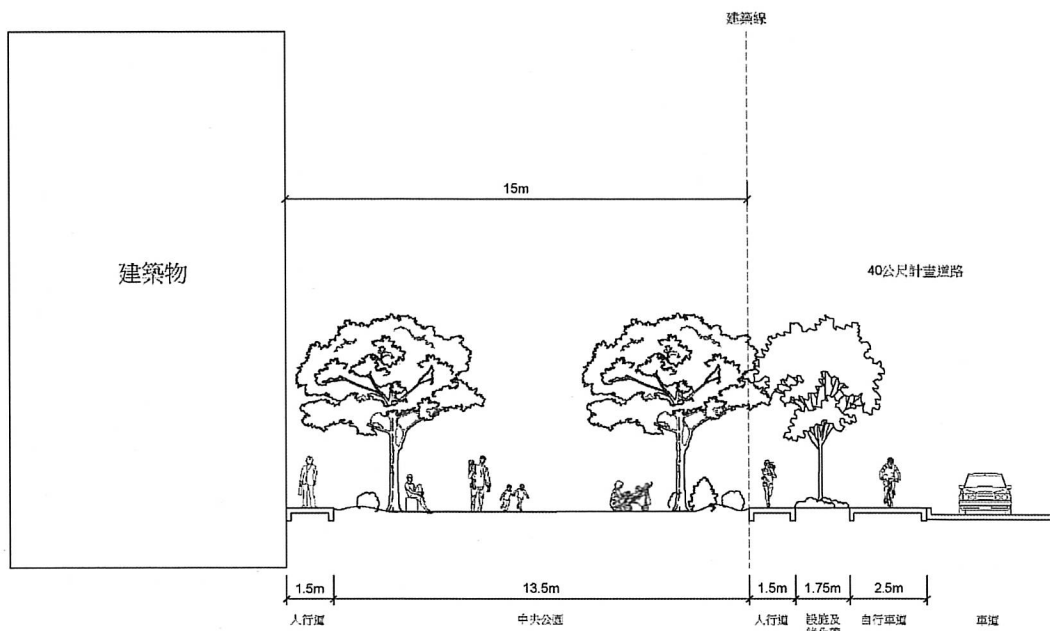 建築線
15m
建築物
40公尺計畫道路
1.5m 13.5m 1.5m 1.75m 2.5m
人行道 中央公園 人行道 設施及 自行車道 車道